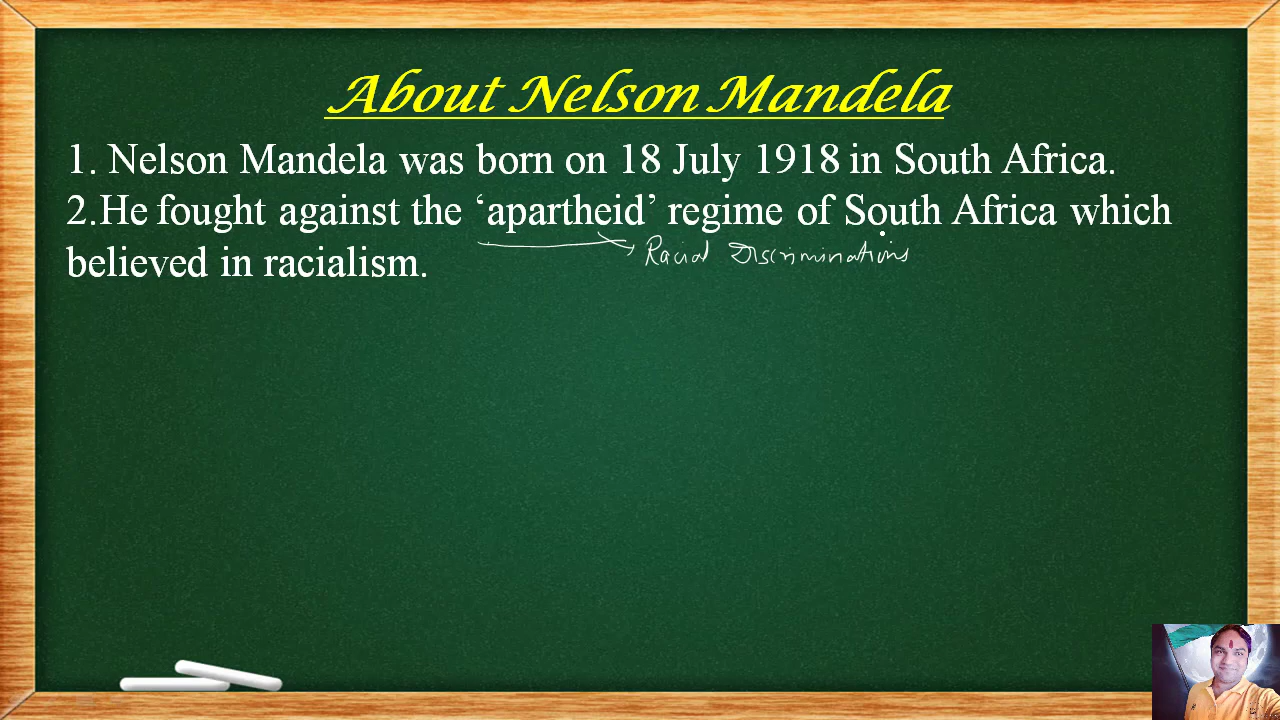 About Nelson Mandela
1. Nelson Mandela was born on 18 July 1918 in South Africa.
2.He fought against the ‘apartheid’ regime of South Africa which
Racial Discriminations
believed in racialism.